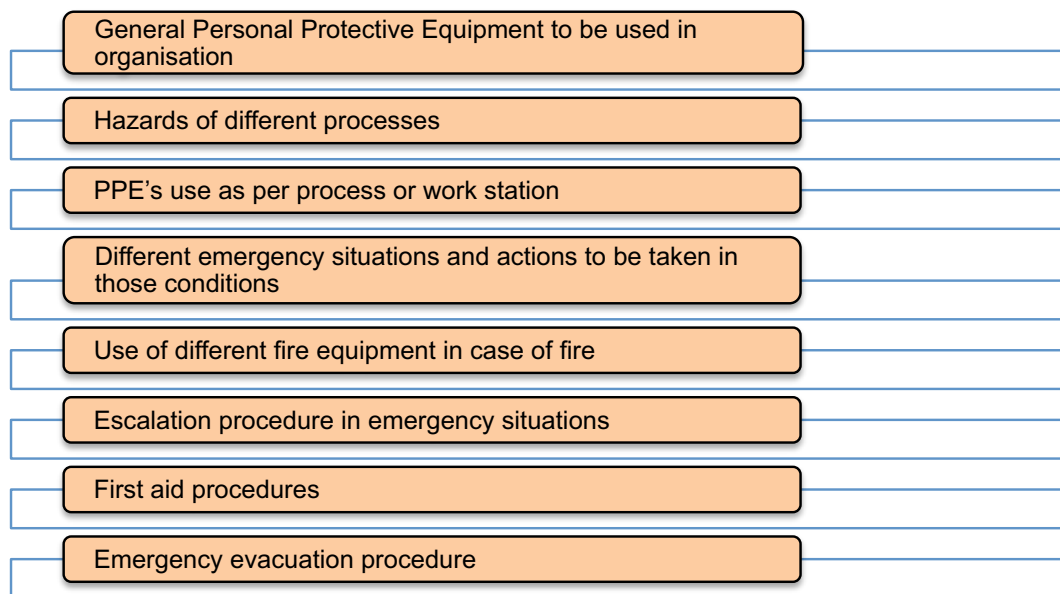 General Personal Protective Equipment to be used in
organisation
Hazards of different processes
PPE’s use as per process or work station
Different emergency situations and actions to be taken in
those conditions
Use of different fire equipment in case of fire
Escalation procedure in emergency situations
First aid procedures
Emergency evacuation procedure